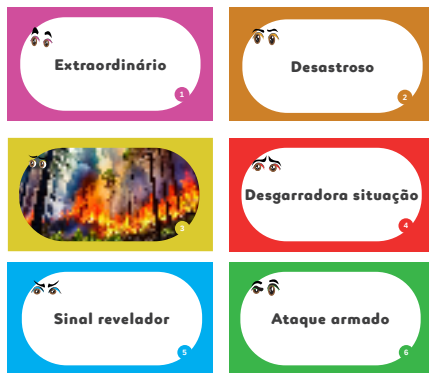 Extraordinário
1
Desastroso
2
3
Desgarradora situação
4
Sinal revelador
5
Ataque armado
6